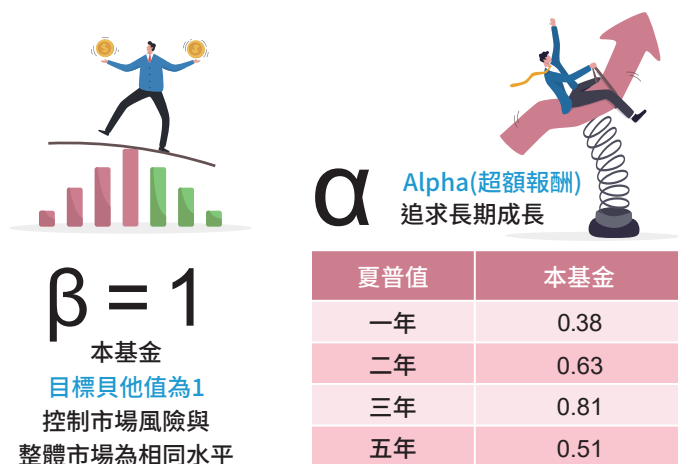 β = 1
本基金
目標貝他值為1
控制市場風險與
整體市場為相同水平
α
Alpha(超額報酬)
追求長期成長
夏普值 本基金
一年 0.38
二年 0.63
三年 0.81
五年 0.51